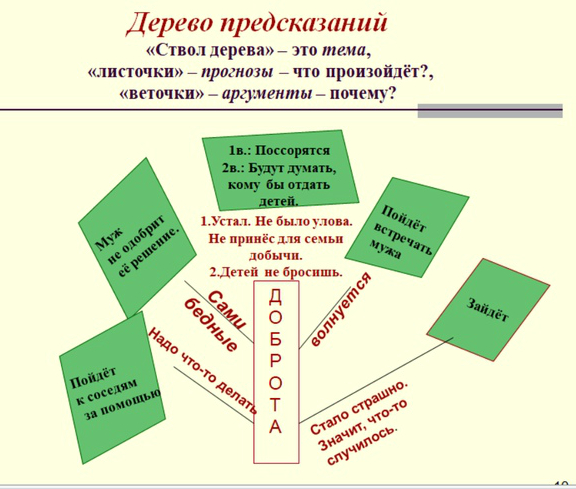 Дерево предсказаний
«Ствол дерева» – это тема,
«листочки» – прогнозы – что произойдёт?,
«веточки» – аргументы – почему?
1в.: Поссорятся
2в.: Будут думать,
кому бы отдать
детей.
1.Устал. Не было улова.
Не принёс для семьи
добычи.
2.Детей не бросишь.
Муж
не одобрит
её решение.
Пойдёт
встречать
мужа
Зайдёт
Сами
бедные
волнуется
ДОБРОТА
Надо что-то делать
Пойдёт
к соседям
за помощью
Стало страшно.
Значит, что-то
случилось.